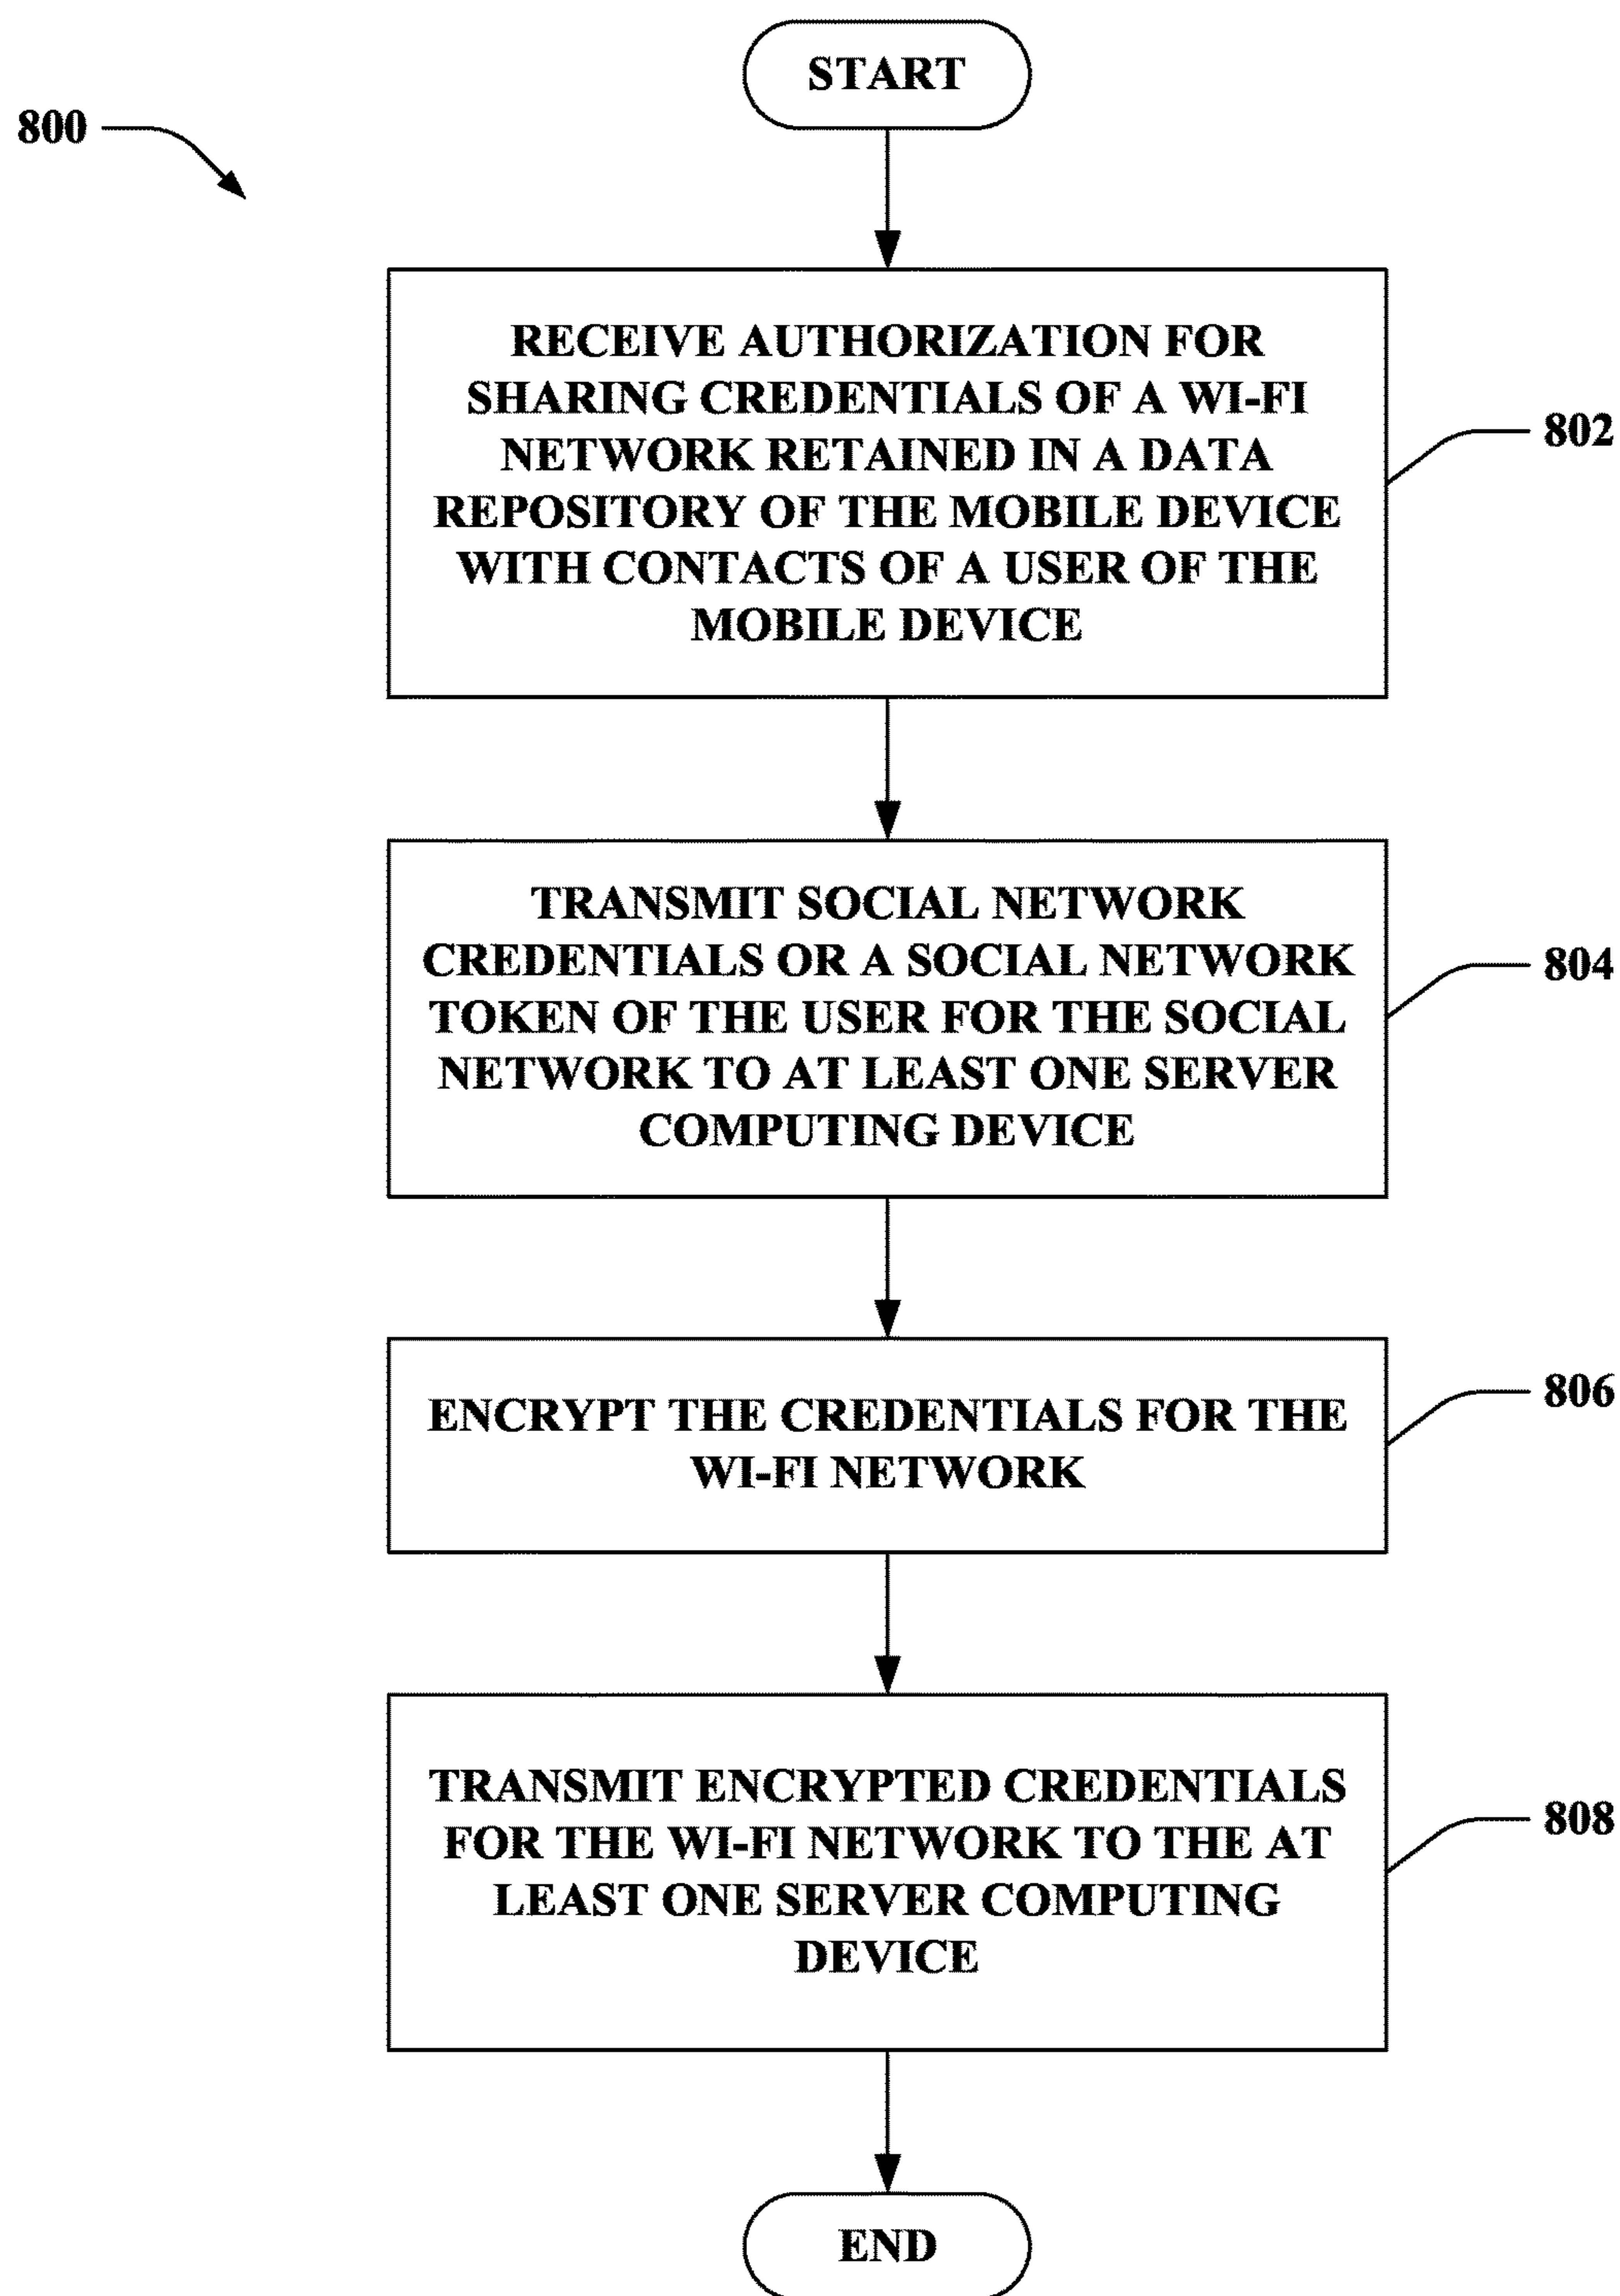 START
800
RECEIVE AUTHORIZATION FOR
SHARING CREDENTIALS OF A WI-FI
NETWORK RETAINED IN A DATA
REPOSITORY OF THE MOBILE DEVICE
WITH CONTACTS OF A USER OF THE
MOBILE DEVICE
802
TRANSMIT SOCIAL NETWORK
CREDENTIALS OR A SOCIAL NETWORK
TOKEN OF THE USER FOR THE SOCIAL
NETWORK TO AT LEAST ONE SERVER
COMPUTING DEVICE
804
ENCRYPT THE CREDENTIALS FOR THE
WI-FI NETWORK
806
TRANSMIT ENCRYPTED CREDENTIALS
FOR THE WI-FI NETWORK TO THE AT
LEAST ONE SERVER COMPUTING
DEVICE
808
END